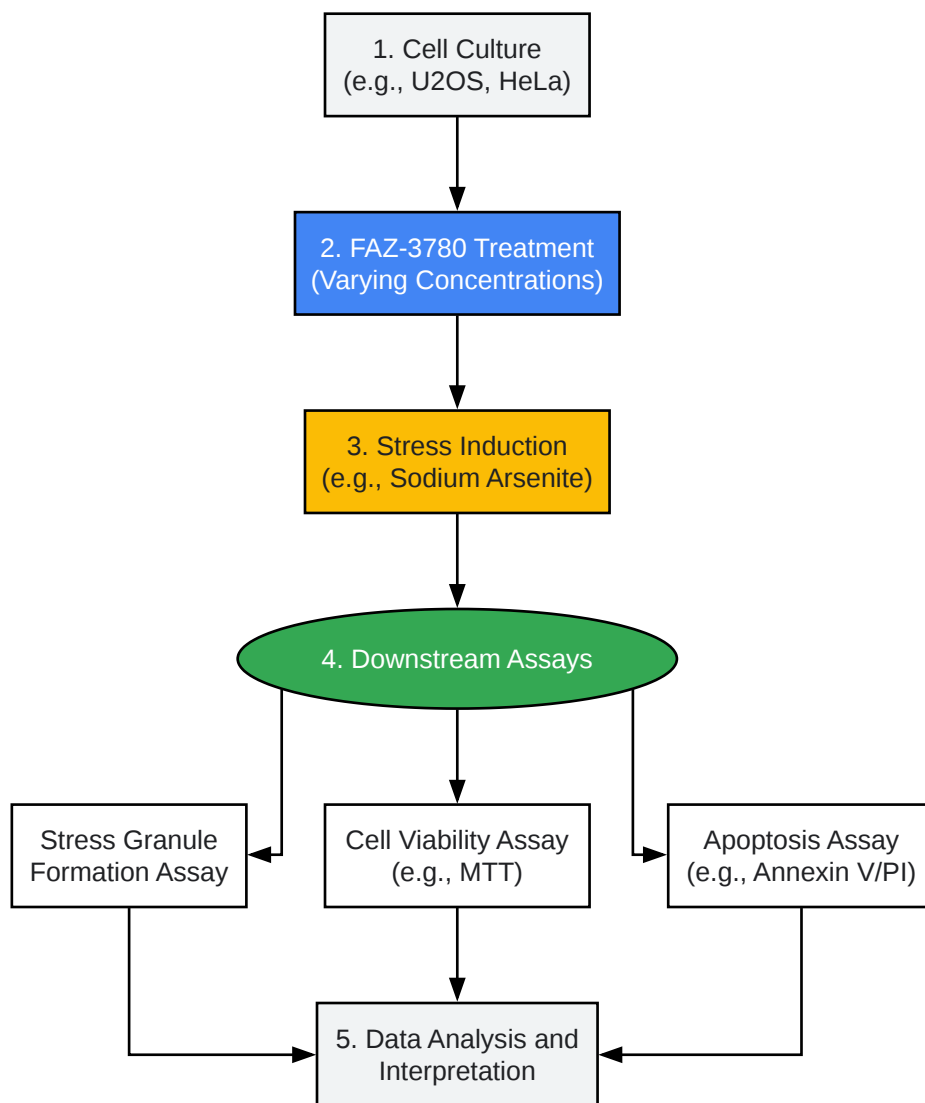 1. Cell Culture
(e.g., U2OS, HeLa)
2. FAZ-3780 Treatment
(Varying Concentrations)
3. Stress Induction
(e.g., Sodium Arsenite)
4. Downstream Assays
Stress Granule
Formation Assay
Cell Viability Assay
(e.g., MTT)
Apoptosis Assay
(e.g., Annexin V/PI)
5. Data Analysis and
Interpretation